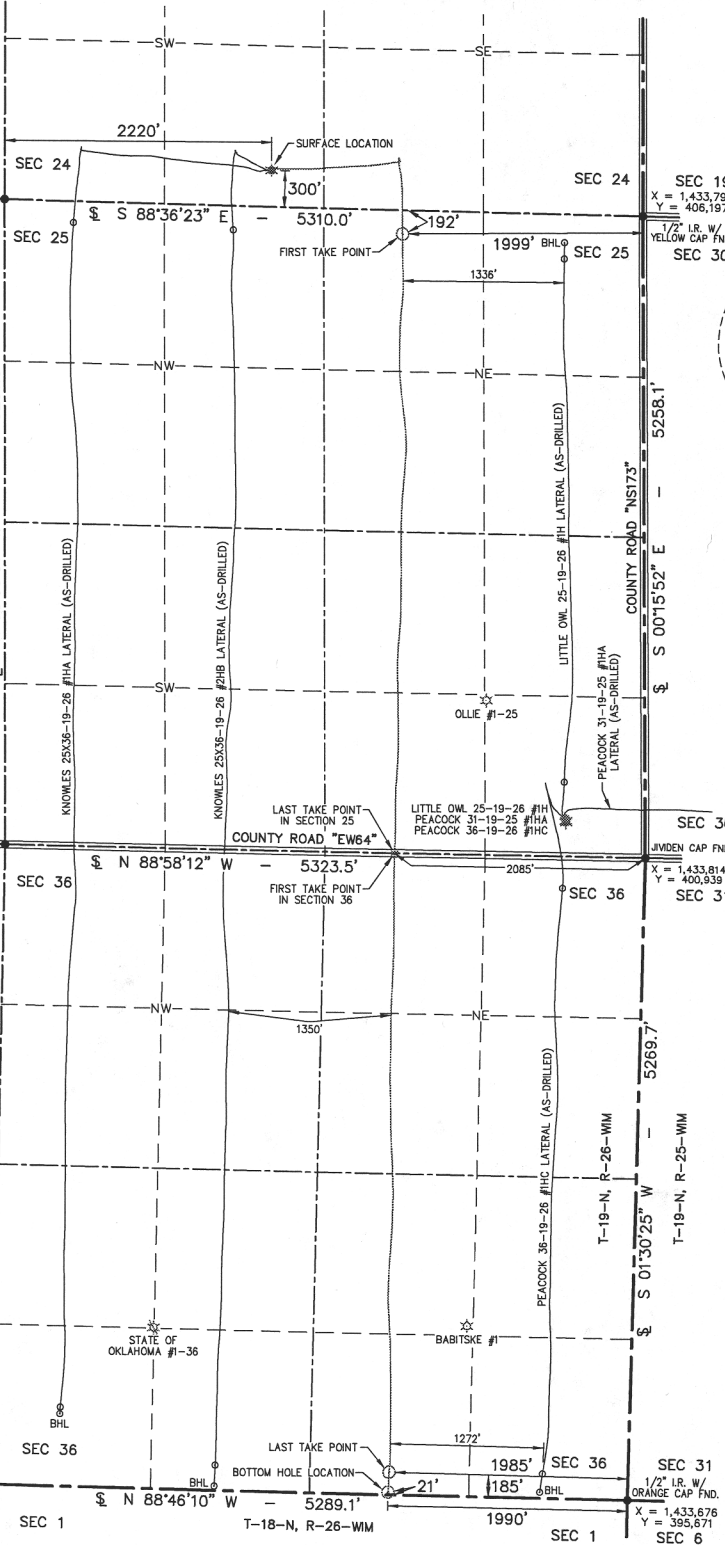 SW
SE
2220'
SURFACE LOCATION
SEC 24
SEC 24
SEC 19
300'
X = 1,433,79
Y = 406,197
℄ S 88°36'23" E - 5310.0'
192'
1/2" I.R. W/
YELLOW CAP FN
SEC 25
FIRST TAKE POINT
1999'
BHL
SEC 25
SEC 30
1336'
NW
NE
5258.1'
℄ S 00°15'52" E -
COUNTY ROAD "NS173"
LITTLE OWL 25-19-26 #1H LATERAL (AS-DRILLED)
KNOWLES 25X36-19-26 #1HA LATERAL (AS-DRILLED)
KNOWLES 25X36-19-26 #2HB LATERAL (AS-DRILLED)
PEACOCK 31-19-25 #1HA
LATERAL (AS-DRILLED)
SW
OLLIE #1-25
LAST TAKE POINT
IN SECTION 25
LITTLE OWL 25-19-26 #1H
PEACOCK 31-19-25 #1HA
PEACOCK 36-19-26 #1HC
SEC 3
COUNTY ROAD "EW64"
℄ N 88°58'12" W - 5323.5'
JIVIDEN CAP FN
SEC 36
FIRST TAKE POINT
IN SECTION 36
2085'
X = 1,433,814
Y = 400,939
SEC 36
SEC 31
NW
NE
1350'
5269.7'
℄ S 01°30'25" W -
PEACOCK 36-19-26 #1HC LATERAL (AS-DRILLED)
T-19-N, R-26-WIM
T-19-N, R-25-WIM
STATE OF
OKLAHOMA #1-36
BABITSKE #1
BHL
SEC 36
1272'
LAST TAKE POINT
1985'
SEC 36
SEC 31
BOTTOM HOLE LOCATION
BHL
21'
185'
BHL
1/2" I.R. W/
ORANGE CAP FND.
℄ N 88°46'10" W - 5289.1'
1990'
X = 1,433,676
Y = 395,671
SEC 1
T-18-N, R-26-WIM
SEC 1
SEC 6